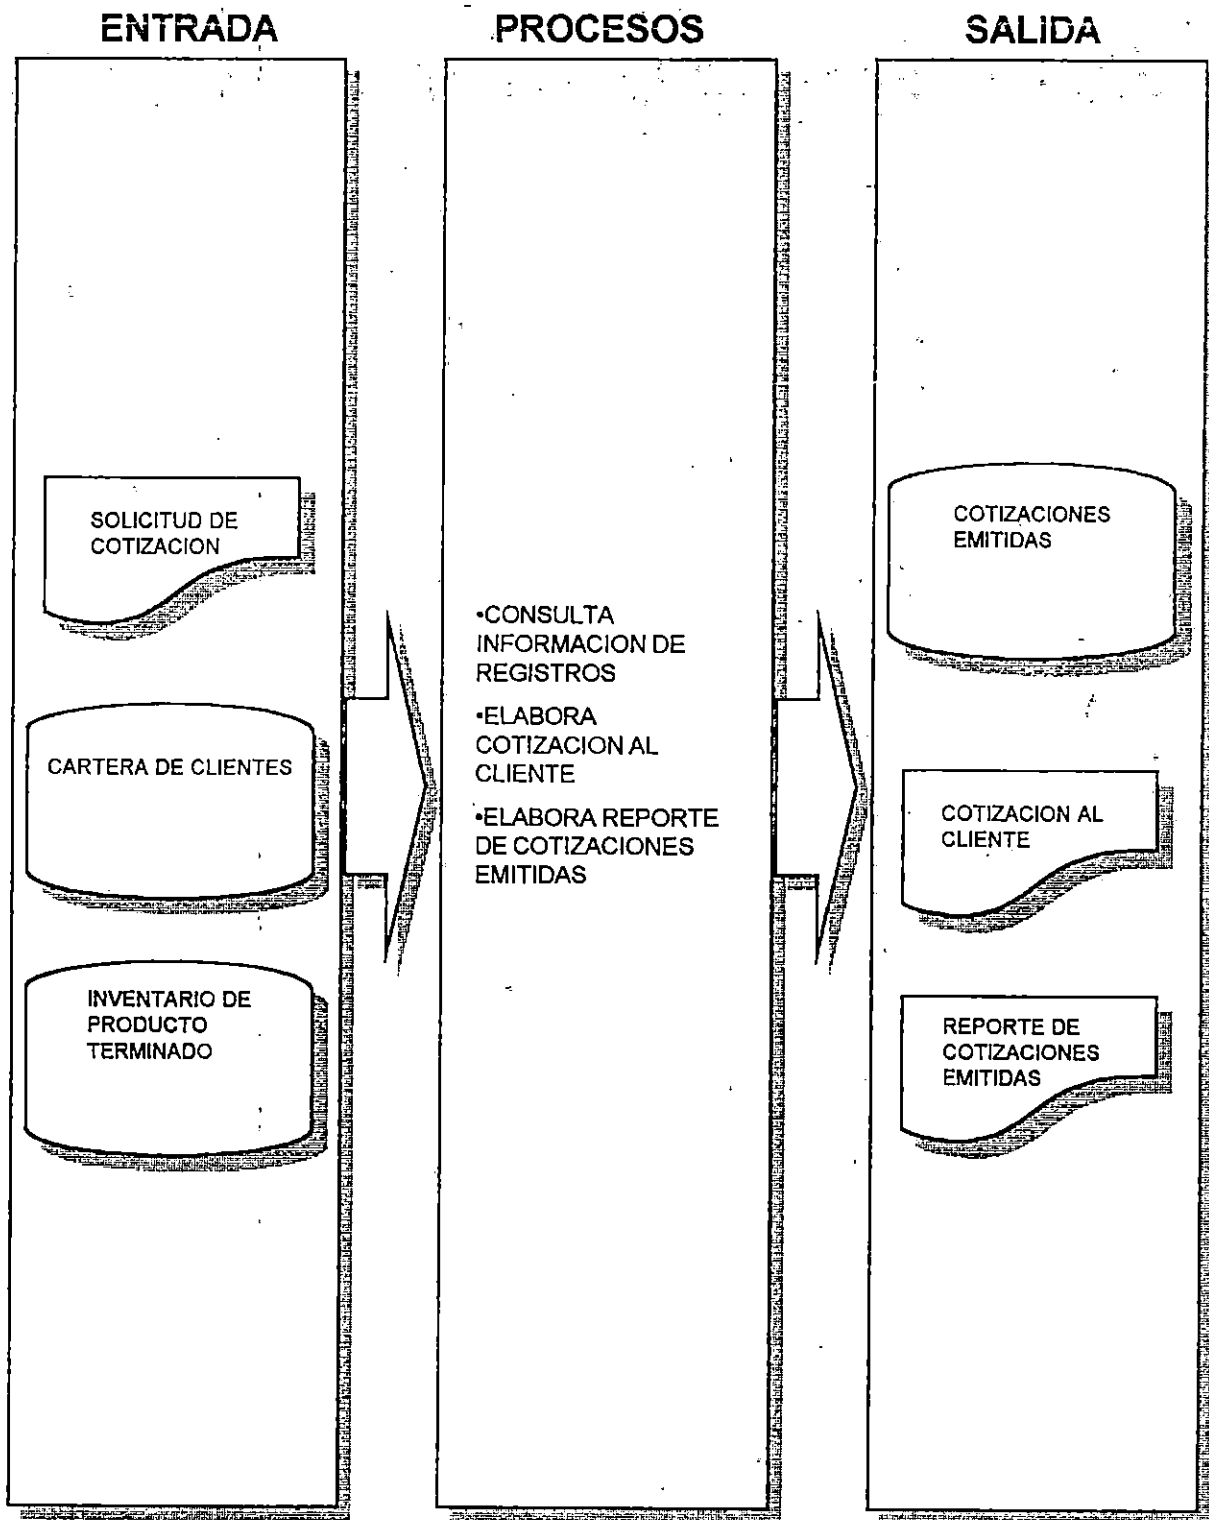 ENTRADA
PROCESOS
SALIDA
SOLICITUD DE
COTIZACION
CARTERA DE CLIENTES
INVENTARIO DE
PRODUCTO
TERMINADO
•CONSULTA
INFORMACION DE
REGISTROS
•ELABORA
COTIZACION AL
CLIENTE
•ELABORA REPORTE
DE COTIZACIONES
EMITIDAS
COTIZACIONES
EMITIDAS
COTIZACION AL
CLIENTE
REPORTE DE
COTIZACIONES
EMITIDAS